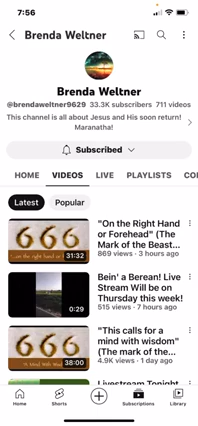 7:56
Brenda Weltner
Brenda Weltner
@brendaweltner9629 33.3K subscribers 711 videos
This channel is all about Jesus and His soon return!
Maranatha!
Subscribed
HOME VIDEOS LIVE PLAYLISTS CO
Latest Popular
"On the Right Hand
or Forehead" (The
Mark of the Beast...
869 views · 3 hours ago
666
31:32
Bein' a Berean! Live
Stream Will be on
Thursday this week!
515 views · 7 hours ago
0:29
"This calls for a
mind with wisdom"
(The mark of the...
4.9K views · 1 day ago
666
38:00
Livestream Tonight
Home Shorts Subscriptions Library